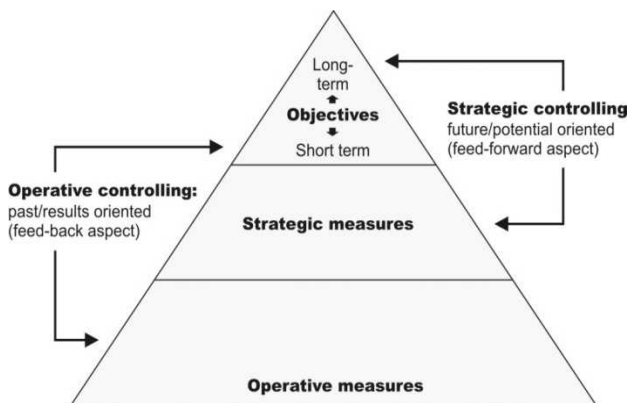 Long-
term
Objectives
Short term
Strategic controlling
future/potential oriented
(feed-forward aspect)
Operative controlling:
past/results oriented
(feed-back aspect)
Strategic measures
Operative measures